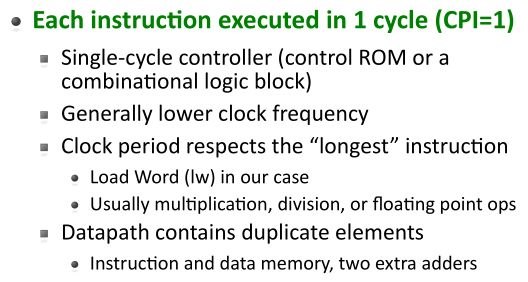 Each instruction executed in 1 cycle (CPI=1)
Single-cycle controller (control ROM or a
combinational logic block)
Generally lower clock frequency
Clock period respects the “longest” instruction
Load Word (lw) in our case
Usually multiplication, division, or floating point ops
Datapath contains duplicate elements
Instruction and data memory, two extra adders